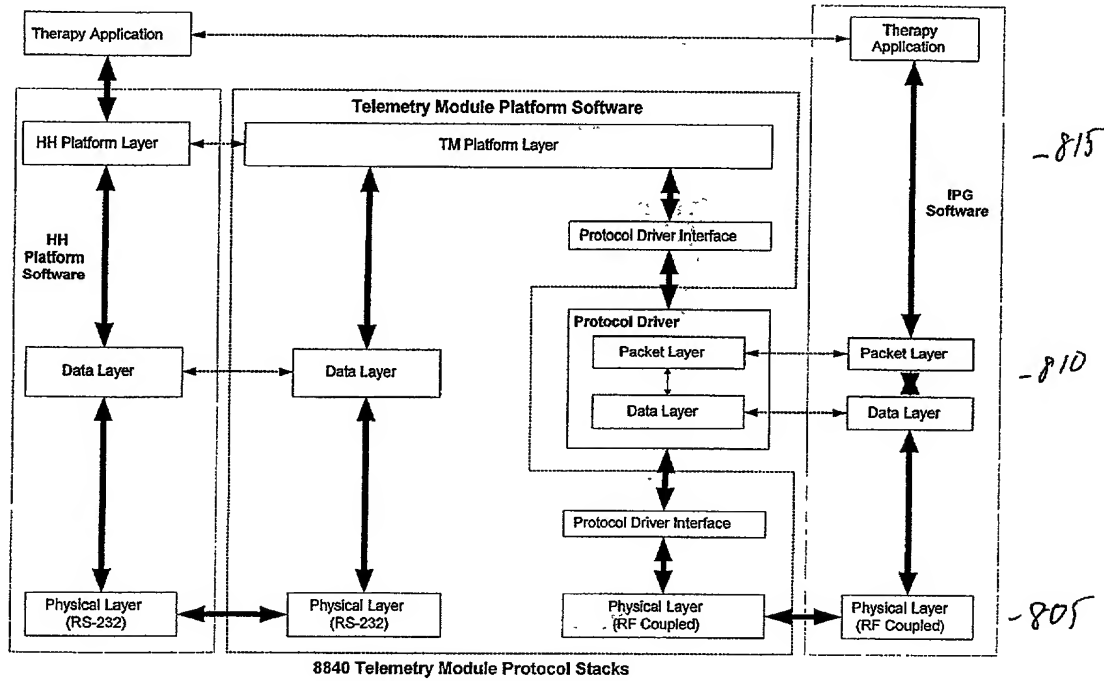 Therapy Application
Therapy
Application
Telemetry Module Platform Software
HH Platform Layer
TM Platform Layer
-815
IPG
Software
HH
Platform
Software
Protocol Driver Interface
Protocol Driver
Packet Layer
Packet Layer
Data Layer
Data Layer
-810
Data Layer
Data Layer
Protocol Driver Interface
Physical Layer
(RS-232)
Physical Layer
(RS-232)
Physical Layer
(RF Coupled)
Physical Layer
(RF Coupled)
-805
8840 Telemetry Module Protocol Stacks